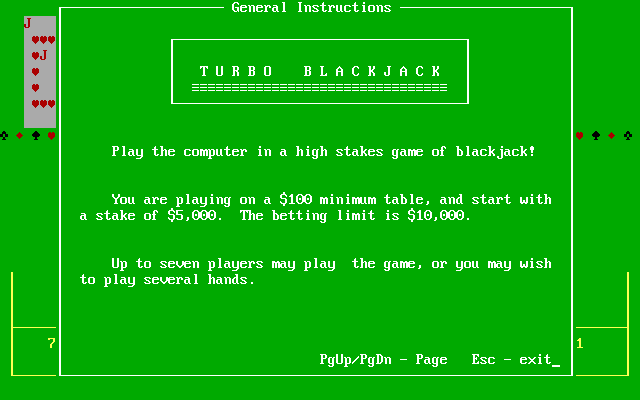 General Instructions
J
J
TURBO BLACKJACK
Play the computer in a high stakes game of blackjack!
You are playing on a $100 minimum table, and start with
a stake of $5,000. The betting limit is $10,000.
Up to seven players may play the game, or you may wish
to play several hands.
7
1
PgUp/PgDn - Page Esc - exit_